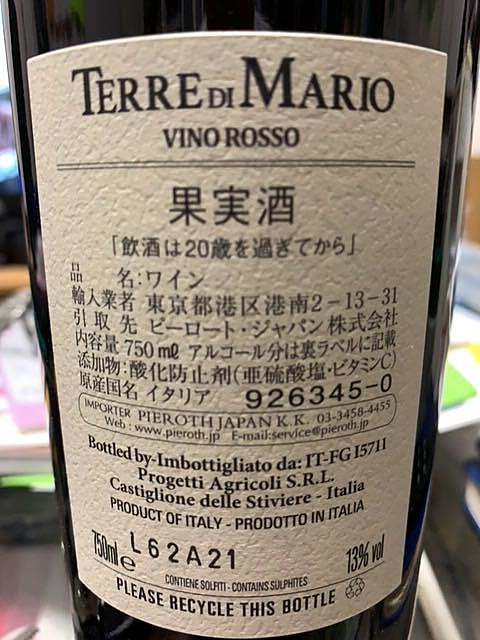 TERRE DI MARIO
VINO ROSSO
果実酒
「飲酒は20歳を過ぎてから」
品 名:ワイン
輸入業者 東京都港区港南2-13-31
引取先 ピーロート・ジャパン株式会社
内容量 750㎖ アルコール分は裏ラベルに記載
添加物:酸化防止剤(亜硫酸塩・ビタミンC)
原産国名 イタリア 926345-0
IMPORTER PIEROTH JAPAN K.K. 03-3458-4455
Web : www.pieroth.jp E-mail:service@pieroth.jp
Bottled by-Imbottigliato da: IT-FG I5711
Progetti Agricoli S.R.L.
Castiglione delle Stiviere - Italia
PRODUCT OF ITALY - PRODOTTO IN ITALIA
750ml e L62A21 13% vol
CONTIENE SOLFITI - CONTAINS SULPHITES
PLEASE RECYCLE THIS BOTTLE